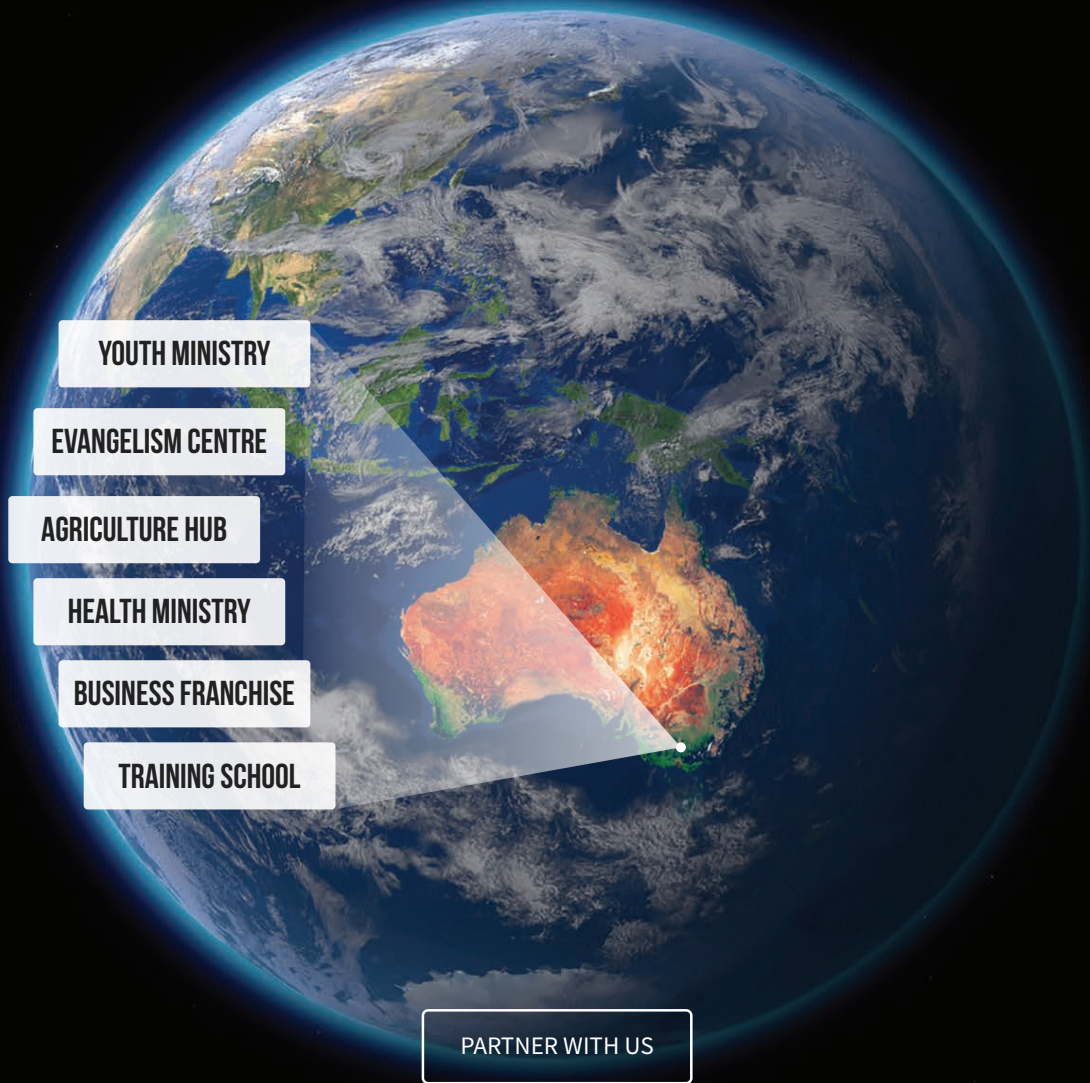 YOUTH MINISTRY
EVANGELISM CENTRE
AGRICULTURE HUB
HEALTH MINISTRY
BUSINESS FRANCHISE
TRAINING SCHOOL
PARTNER WITH US